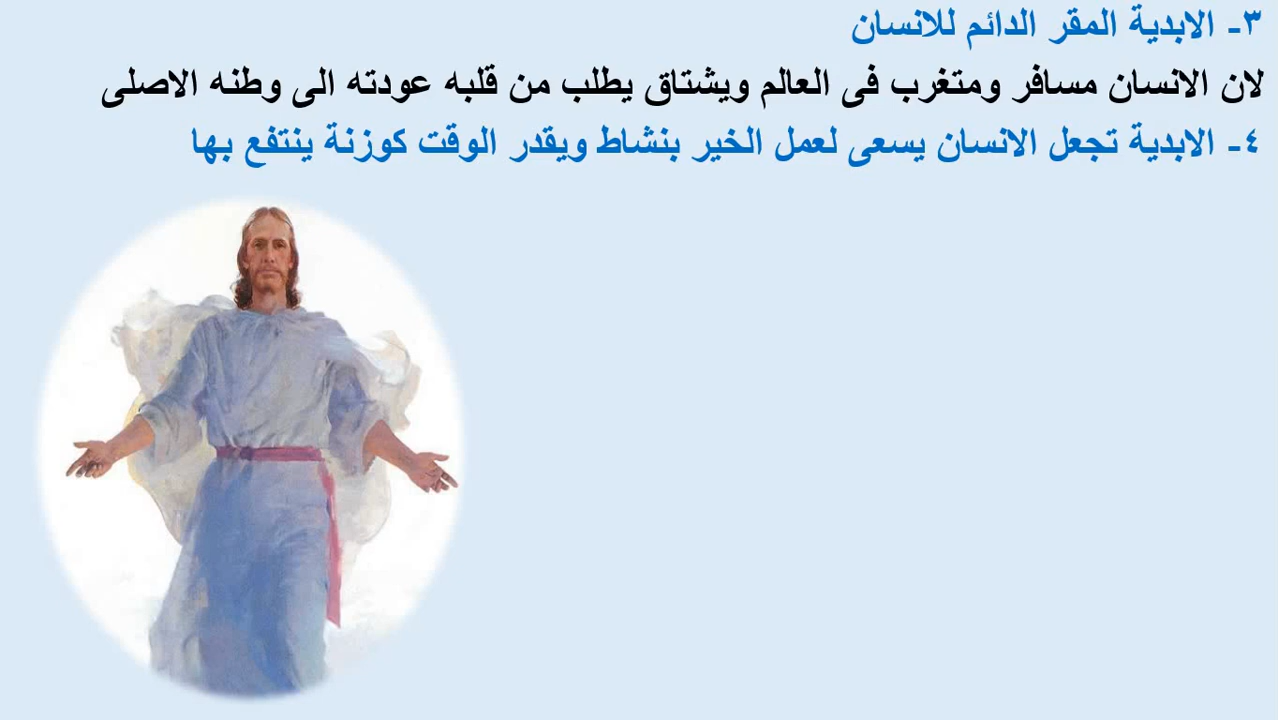 ٣- الابدية المقر الدائم للانسان
لان الانسان مسافر ومتغرب فى العالم ويشتاق يطلب من قلبه عودته الى وطنه الاصلى
٤- الابدية تجعل الانسان يسعى لعمل الخير بنشاط ويقدر الوقت كوزنة ينتفع بها